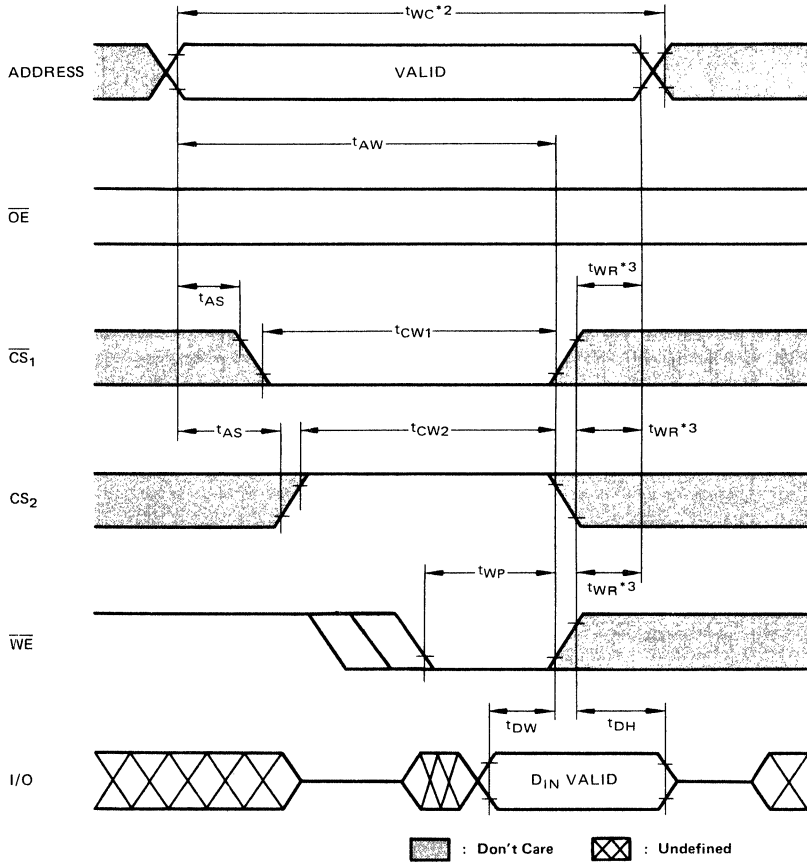 tWC*2
ADDRESS
VALID
tAW
OE
tAS
tWR*3
CS1
tCW1
tAS
tCW2
tWR*3
CS2
tWP
tWR*3
WE
tDW
tDH
I/O
DIN VALID
: Don't Care
: Undefined